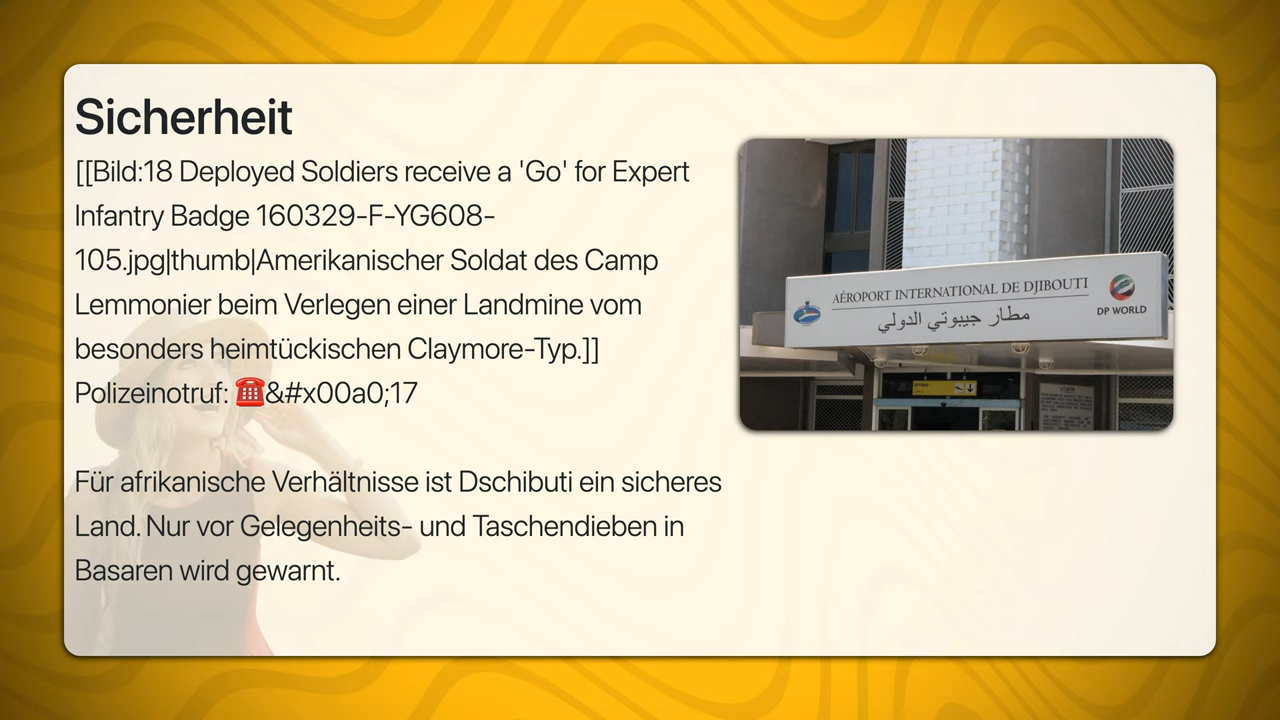 Sicherheit
[[Bild:18 Deployed Soldiers receive a 'Go' for Expert
Infantry Badge 160329-F-YG608-
105.jpg|thumb|Amerikanischer Soldat des Camp
Lemmonier beim Verlegen einer Landmine vom
besonders heimtückischen Claymore-Typ.]]
Polizeinotruf: ☎️&#x00a0;17
Für afrikanische Verhältnisse ist Dschibuti ein sicheres
Land. Nur vor Gelegenheits- und Taschendieben in
Basaren wird gewarnt.
AÉROPORT INTERNATIONAL DE DJIBOUTI
مطار جيبوتي الدولي
DP WORLD